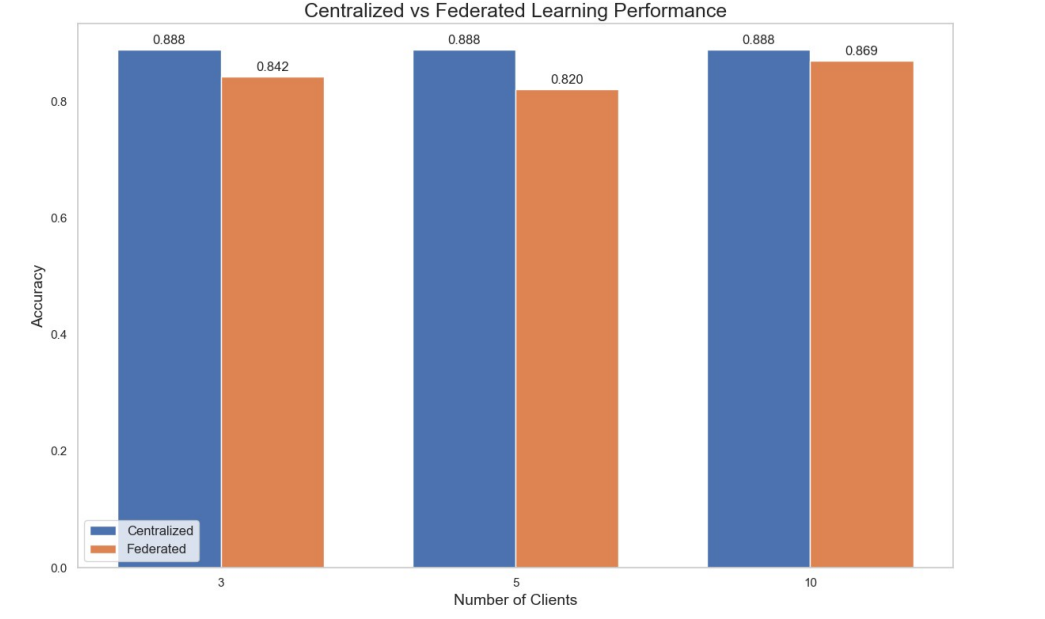 Centralized vs Federated Learning Performance
0.888
0.842
0.888
0.820
0.888
0.869
0.8
0.6
0.4
0.2
0.0
Accuracy
Centralized
Federated
3
5
10
Number of Clients